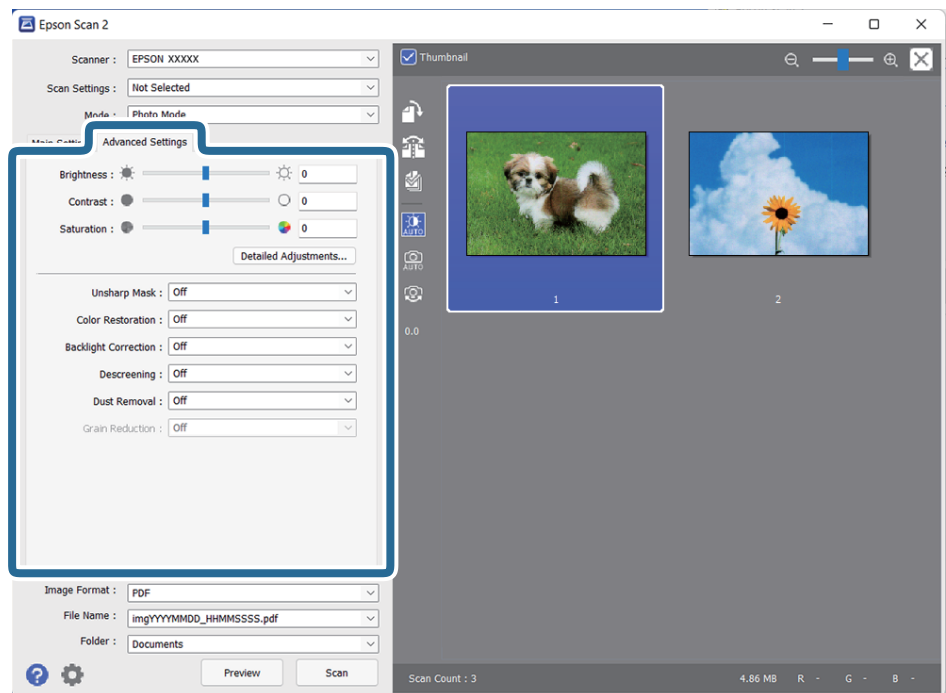 Epson Scan 2
Scanner : EPSON XXXXX
Scan Settings : Not Selected
Mode : Photo Mode
Advanced Settings
Brightness : 0
Contrast : 0
Saturation : 0
Detailed Adjustments...
Unsharp Mask : Off
Color Restoration : Off
Backlight Correction : Off
Descreening : Off
Dust Removal : Off
Grain Reduction : Off
Image Format : PDF
File Name : imgYYYYMMDD_HHMMSSSS.pdf
Folder : Documents
? Preview Scan
Thumbnail
AUTO
AUTO
0.0
1 2
Scan Count : 3 4.86 MB R - G - B -